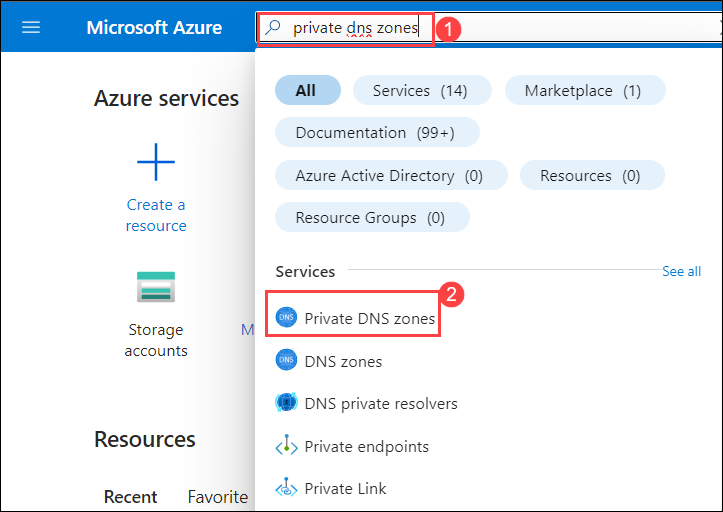 Microsoft Azure
private dns zones
1
All
Services (14)
Marketplace (1)
Documentation (99+)
Azure Active Directory (0)
Resources (0)
Resource Groups (0)
Azure services
Create a
resource
Storage
accounts
M
Resources
Recent
Favorite
Services
See all
2
DNS
Private DNS zones
DNS
DNS zones
DNS private resolvers
Private endpoints
Private Link